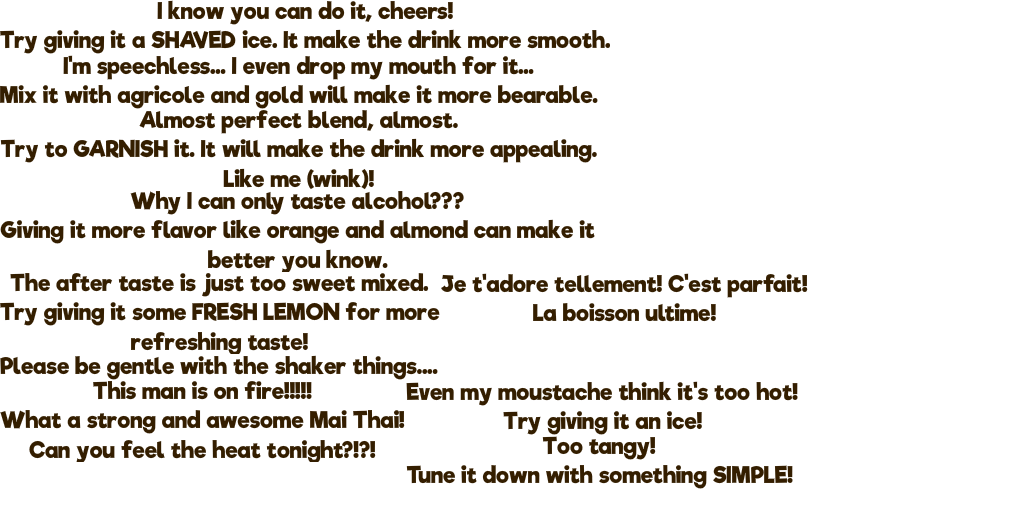 I know you can do it, cheers!
Try giving it a SHAVED ice. It make the drink more smooth.
I'm speechless... I even drop my mouth for it...
Mix it with agricole and gold will make it more bearable.
Almost perfect blend, almost.
Try to GARNISH it. It will make the drink more appealing.
Like me (wink)!
Why I can only taste alcohol???
Giving it more flavor like orange and almond can make it
better you know.
The after taste is just too sweet mixed.
Try giving it some FRESH LEMON for more
refreshing taste!
Je t'adore tellement! C'est parfait!
La boisson ultime!
Please be gentle with the shaker things....
This man is on fire!!!!!
What a strong and awesome Mai Thai!
Can you feel the heat tonight?!?!
Even my moustache think it's too hot!
Try giving it an ice!
Too tangy!
Tune it down with something SIMPLE!